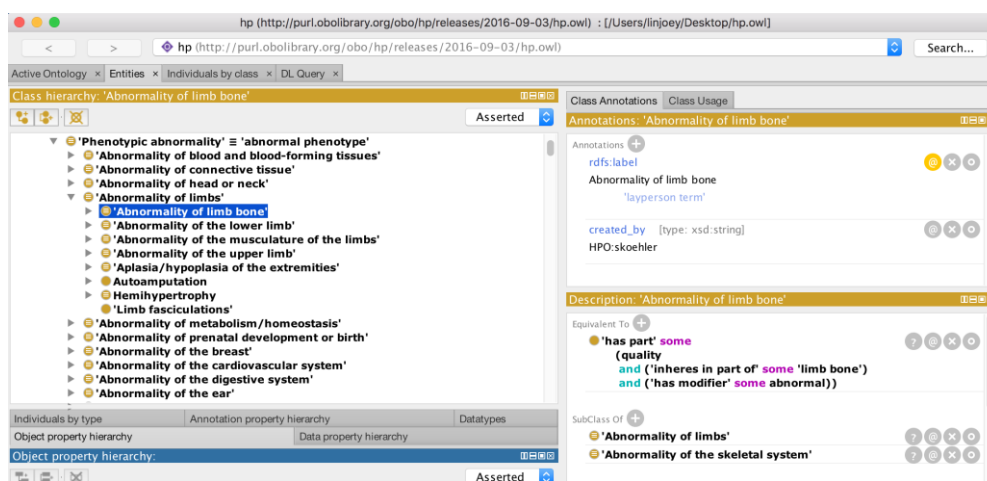 hp (http://purl.obolibrary.org/obo/hp/releases/2016-09-03/hp.owl) : [/Users/linjoey/Desktop/hp.owl]
< > hp (http://purl.obolibrary.org/obo/hp/releases/2016-09-03/hp.owl) Search...
Active Ontology × Entities × Individuals by class × DL Query ×
Class hierarchy: 'Abnormality of limb bone'
Asserted
'Phenotypic abnormality' ≡ 'abnormal phenotype'
'Abnormality of blood and blood-forming tissues'
'Abnormality of connective tissue'
'Abnormality of head or neck'
'Abnormality of limbs'
'Abnormality of limb bone'
'Abnormality of the lower limb'
'Abnormality of the musculature of the limbs'
'Abnormality of the upper limb'
'Aplasia/hypoplasia of the extremities'
Autoamputation
Hemihypertrophy
'Limb fasciculations'
'Abnormality of metabolism/homeostasis'
'Abnormality of prenatal development or birth'
'Abnormality of the breast'
'Abnormality of the cardiovascular system'
'Abnormality of the digestive system'
'Abnormality of the ear'
Individuals by type Annotation property hierarchy Datatypes
Object property hierarchy Data property hierarchy
Object property hierarchy:
Asserted
Class Annotations Class Usage
Annotations: 'Abnormality of limb bone'
Annotations
rdfs:label
Abnormality of limb bone
'layperson term'
created_by [type: xsd:string]
HPO:skoehler
Description: 'Abnormality of limb bone'
Equivalent To
'has part' some
(quality
and ('inheres in part of' some 'limb bone')
and ('has modifier' some abnormal))
SubClass Of
'Abnormality of limbs'
'Abnormality of the skeletal system'